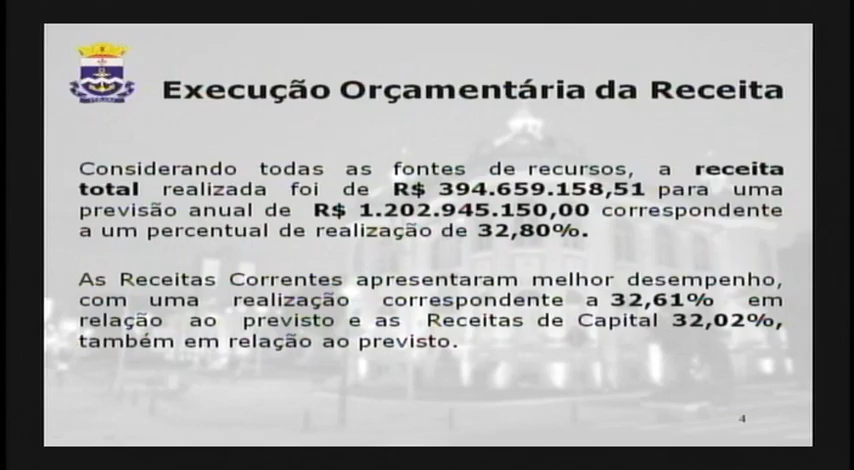 Execução Orçamentária da Receita
Considerando todas as fontes de recursos, a receita
total realizada foi de R$ 394.659.158,51 para uma
previsão anual de R$ 1.202.945.150,00 correspondente
a um percentual de realização de 32,80%.
As Receitas Correntes apresentaram melhor desempenho,
com uma realização correspondente a 32,61% em
relação ao previsto e as Receitas de Capital 32,02%,
também em relação ao previsto.
4